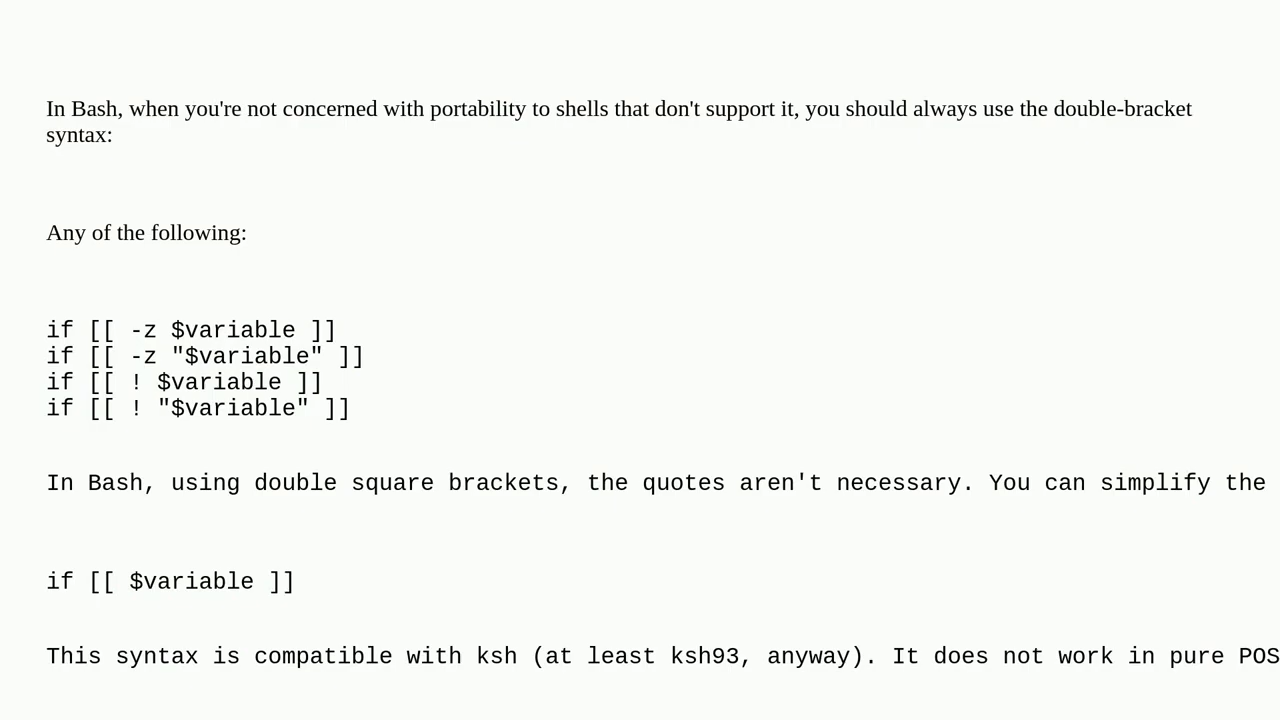 In Bash, when you're not concerned with portability to shells that don't support it, you should always use the double-bracket
syntax:
Any of the following:
if [[ -z $variable ]]
if [[ -z "$variable" ]]
if [[ ! $variable ]]
if [[ ! "$variable" ]]
In Bash, using double square brackets, the quotes aren't necessary. You can simplify the
if [[ $variable ]]
This syntax is compatible with ksh (at least ksh93, anyway). It does not work in pure POS